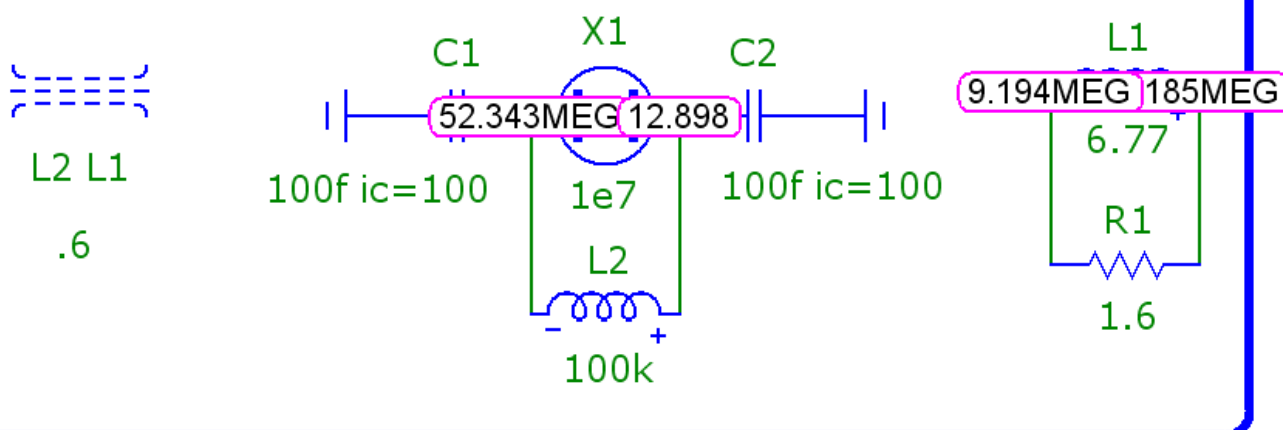 X1
L1
C1
C2
52.343MEG
12.898
9.194MEG
185MEG
L2 L1
100f ic=100
1e7
100f ic=100
6.77
.6
R1
L2
-
+
1.6
100k